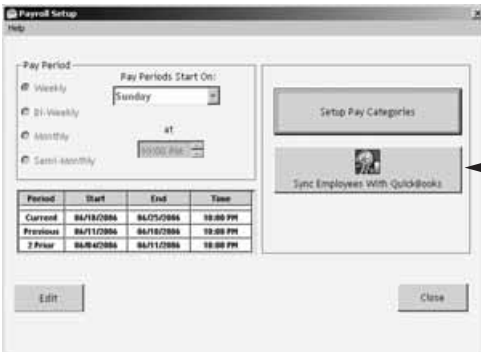 Payroll Setup
Help
Pay Period
Weekly
Bi-Weekly
Monthly
Semi-Monthly
Pay Periods Start On:
Sunday
at
10:00 PM
Setup Pay Categories
Sync Employees With QuickBooks
Period Start End Time
Current 06/18/2006 06/25/2006 10:00 PM
Previous 06/11/2006 06/18/2006 10:00 PM
2 Prior 06/04/2006 06/11/2006 10:00 PM
Edit
Close